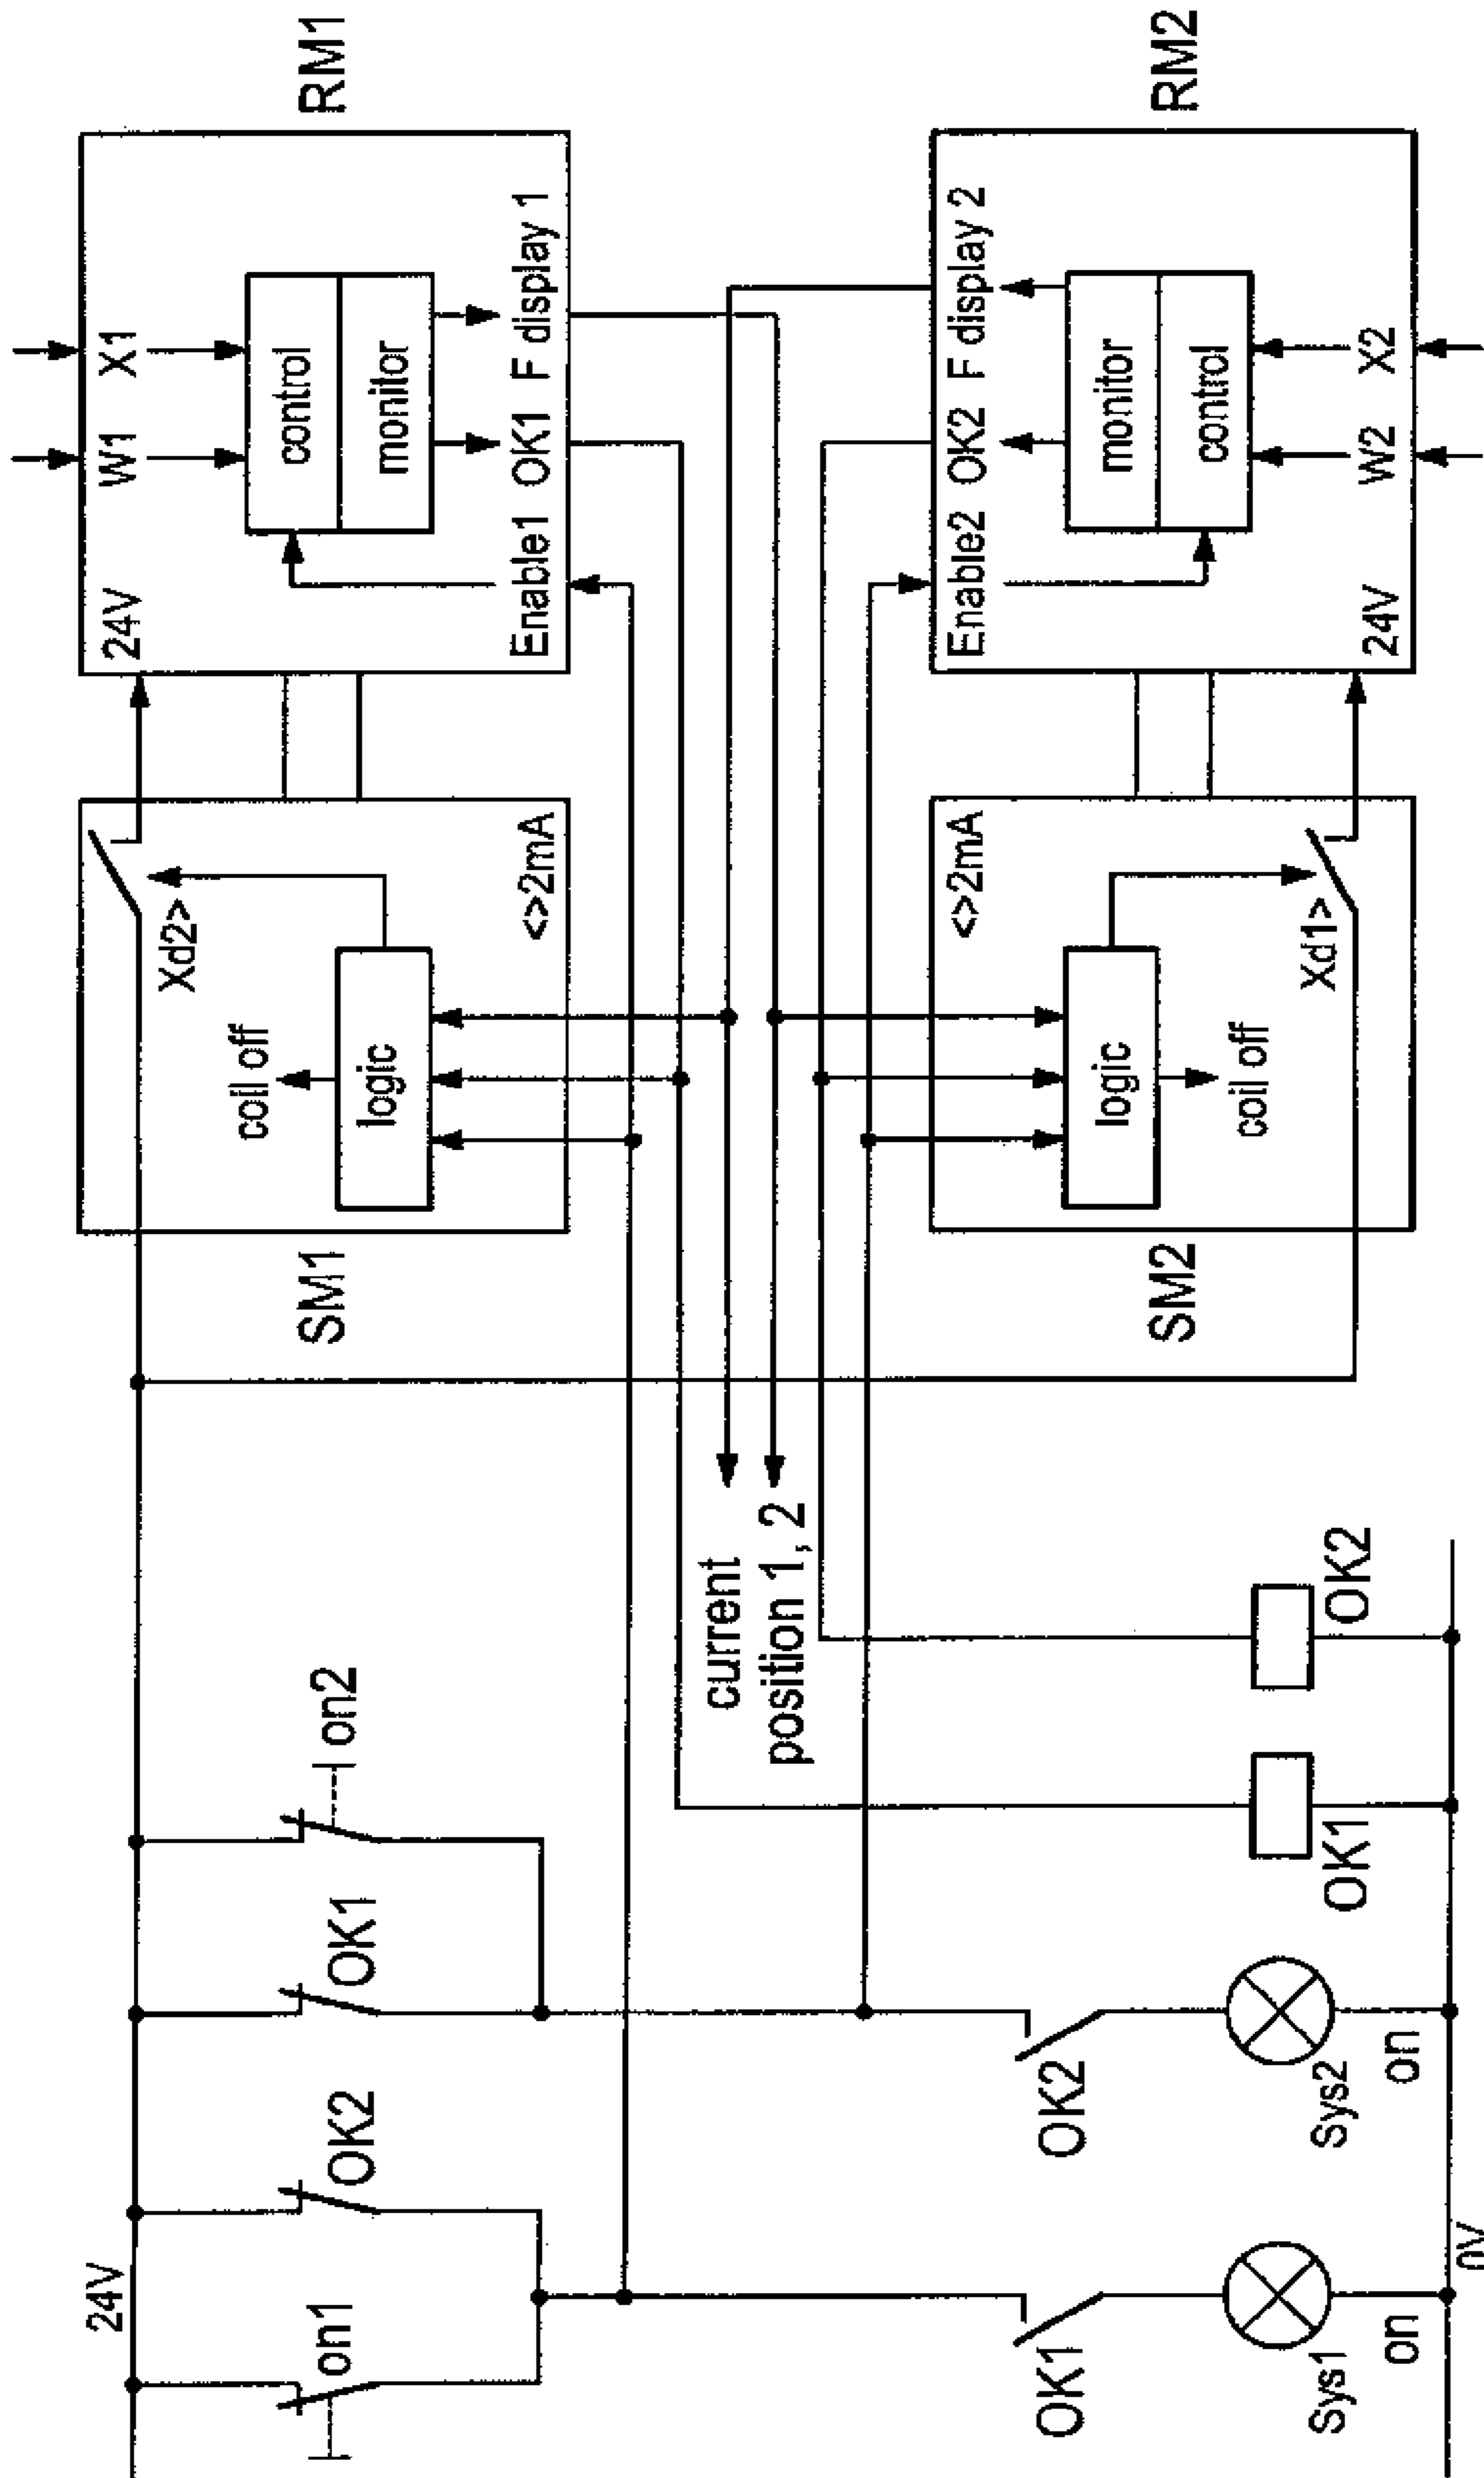 24V
on1
OK2
OK1
on2
OK1
Sys1
on
OK2
Sys2
on
OK1
OK2
0V
current
position 1, 2
SM1
logic
coil off
Xd2>
<>2mA
SM2
logic
coil off
Xd1>
<>2mA
RM1
24V
W1
X1
control
monitor
Enable1
OK1
F display 1
RM2
Enable2
OK2
F display 2
monitor
control
24V
W2
X2